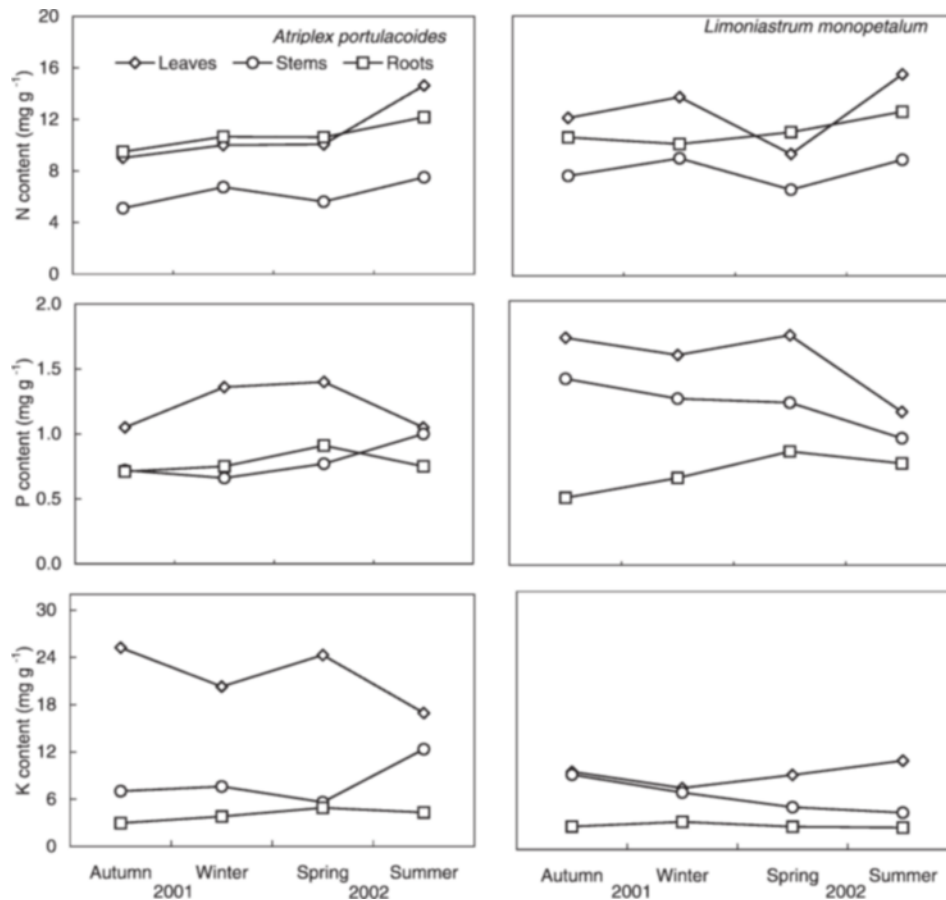 Atriplex portulacoides
Limoniastrum monopetalum
Leaves Stems Roots
N content (mg g⁻¹)
20
16
12
8
4
0
P content (mg g⁻¹)
2.0
1.5
1.0
0.5
0.0
K content (mg g⁻¹)
30
24
18
12
6
0
Autumn Winter Spring Summer
2001 2002
Autumn Winter Spring Summer
2001 2002